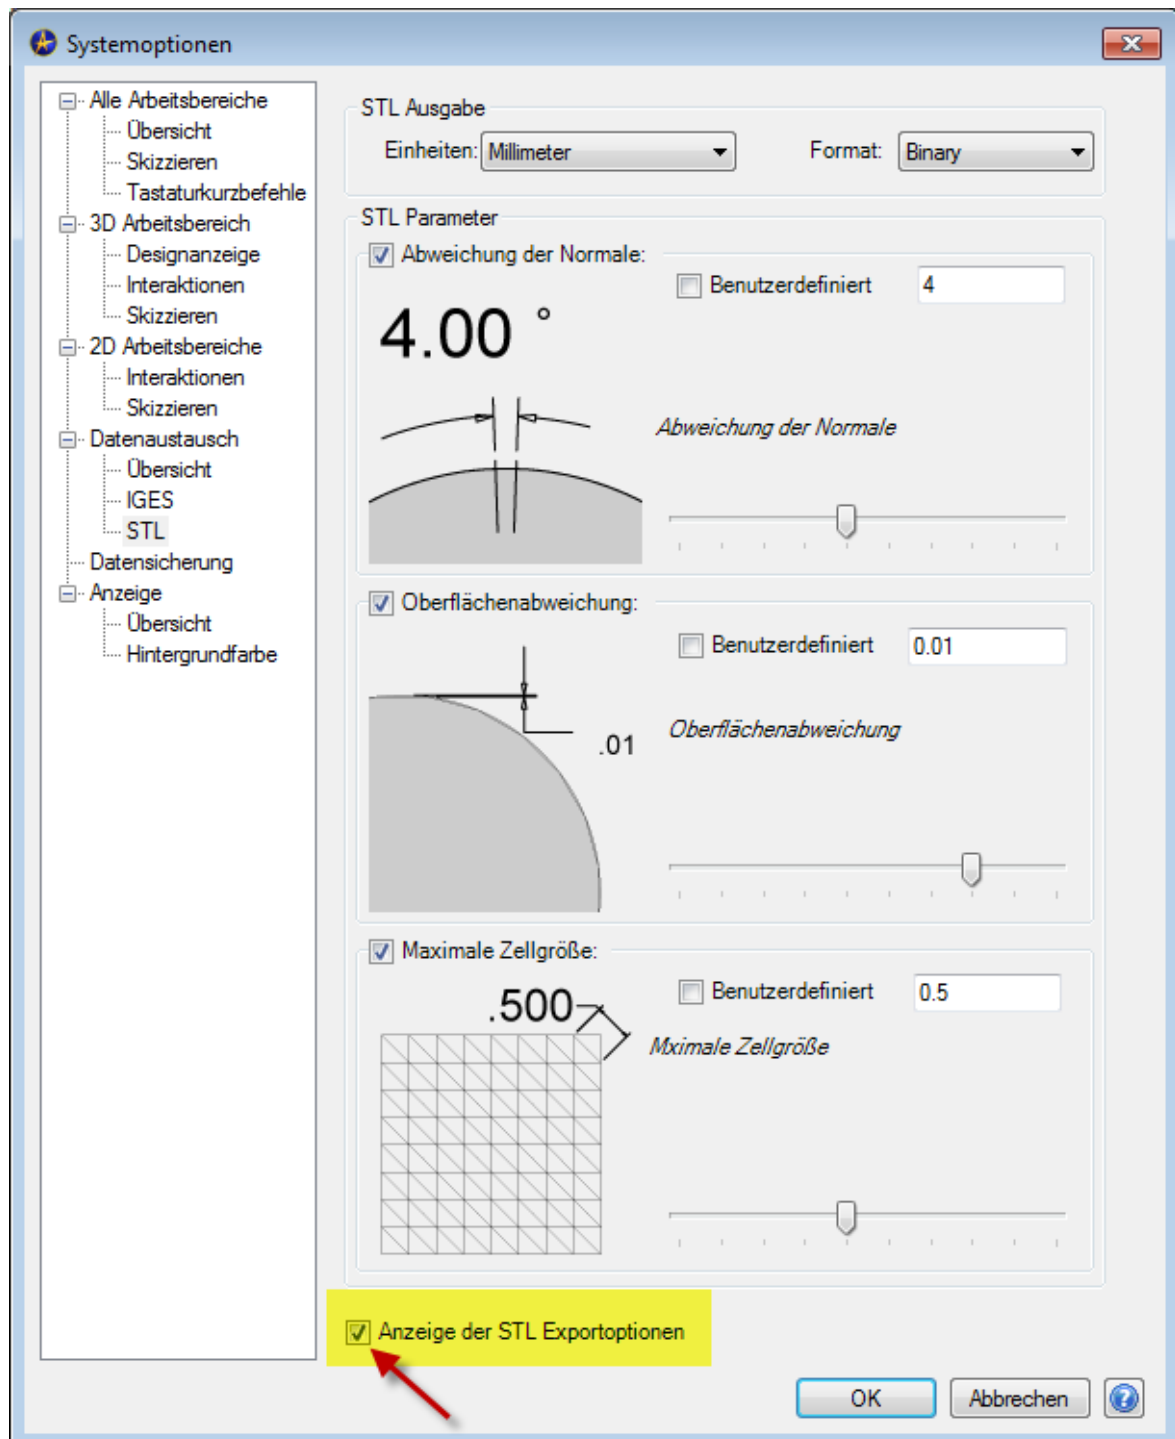 Systemoptionen
Alle Arbeitsbereiche
Übersicht
Skizzieren
Tastaturkurzbefehle
3D Arbeitsbereich
Designanzeige
Interaktionen
Skizzieren
2D Arbeitsbereiche
Interaktionen
Skizzieren
Datenaustausch
Übersicht
IGES
STL
Datensicherung
Anzeige
Übersicht
Hintergrundfarbe
STL Ausgabe
Einheiten: Millimeter Format: Binary
STL Parameter
Abweichung der Normale:
Benutzerdefiniert 4
4.00 °
Abweichung der Normale
Oberflächenabweichung:
Benutzerdefiniert 0.01
.01
Oberflächenabweichung
Maximale Zellgröße:
Benutzerdefiniert 0.5
.500
Mximale Zellgröße
Anzeige der STL Exportoptionen
OK Abbrechen ?